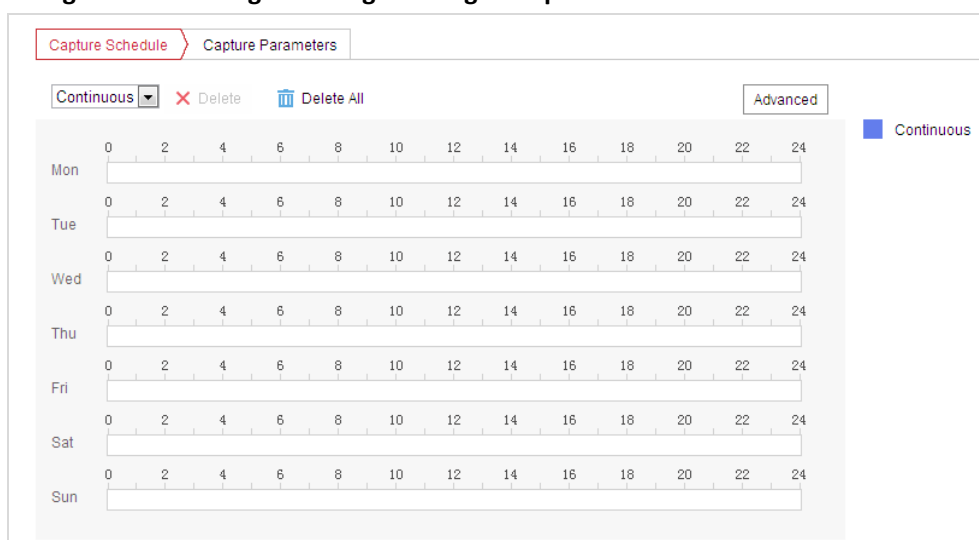 Capture Schedule Capture Parameters
Continuous Delete Delete All Advanced
Continuous
0 2 4 6 8 10 12 14 16 18 20 22 24
Mon
0 2 4 6 8 10 12 14 16 18 20 22 24
Tue
0 2 4 6 8 10 12 14 16 18 20 22 24
Wed
0 2 4 6 8 10 12 14 16 18 20 22 24
Thu
0 2 4 6 8 10 12 14 16 18 20 22 24
Fri
0 2 4 6 8 10 12 14 16 18 20 22 24
Sat
0 2 4 6 8 10 12 14 16 18 20 22 24
Sun